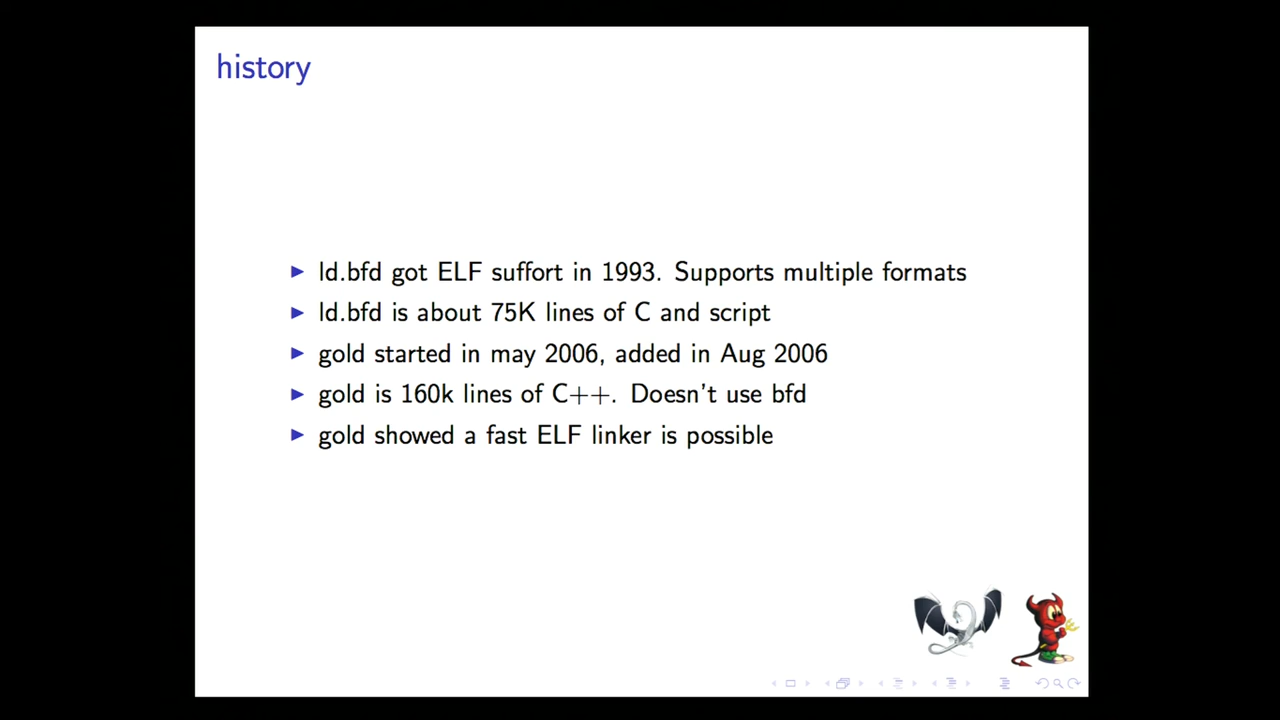 history
ld.bfd got ELF suffort in 1993. Supports multiple formats
ld.bfd is about 75K lines of C and script
gold started in may 2006, added in Aug 2006
gold is 160k lines of C++. Doesn't use bfd
gold showed a fast ELF linker is possible